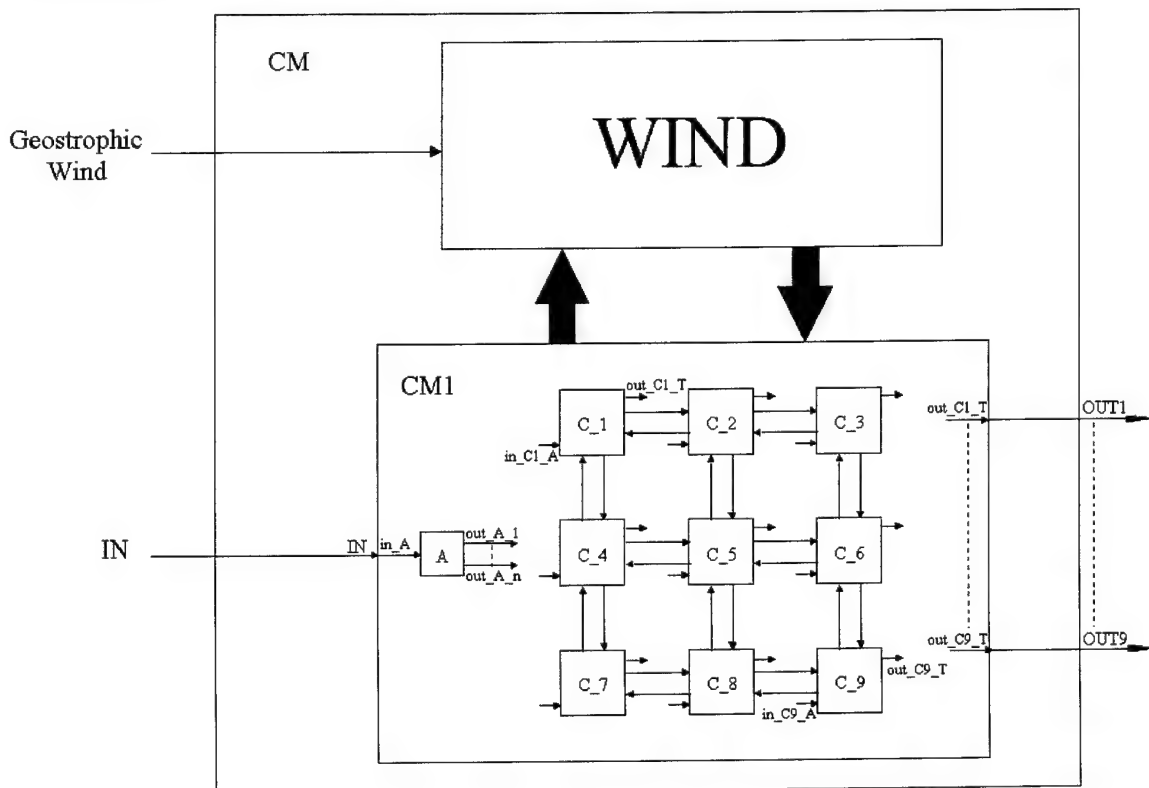 CM
WIND
Geostrophic
Wind
CM1
out_C1_T
C_1
C_2
C_3
in_C1_A
out_C1_T
OUT1
IN
IN
in_A
A
out_A_1
out_A_n
C_4
C_5
C_6
C_7
C_8
C_9
out_C9_T
in_C9_A
out_C9_T
OUT9